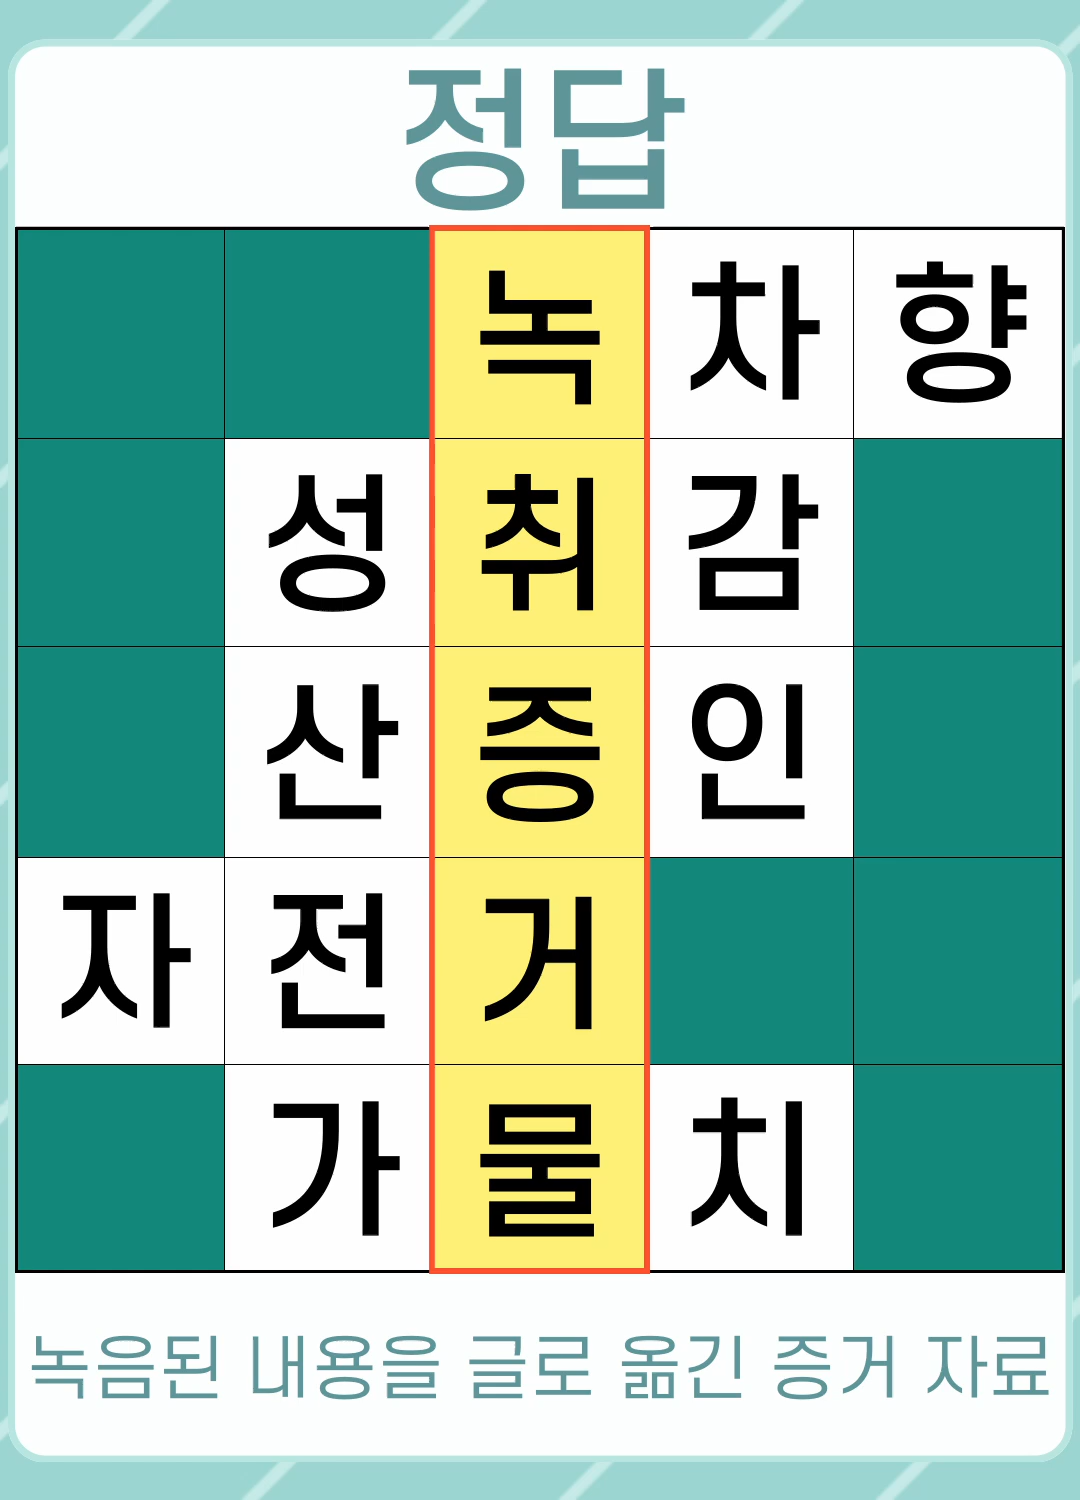 정답
녹차향
성취감
산증인
자전거
가물치
녹음된 내용을 글로 옮긴 증거 자료